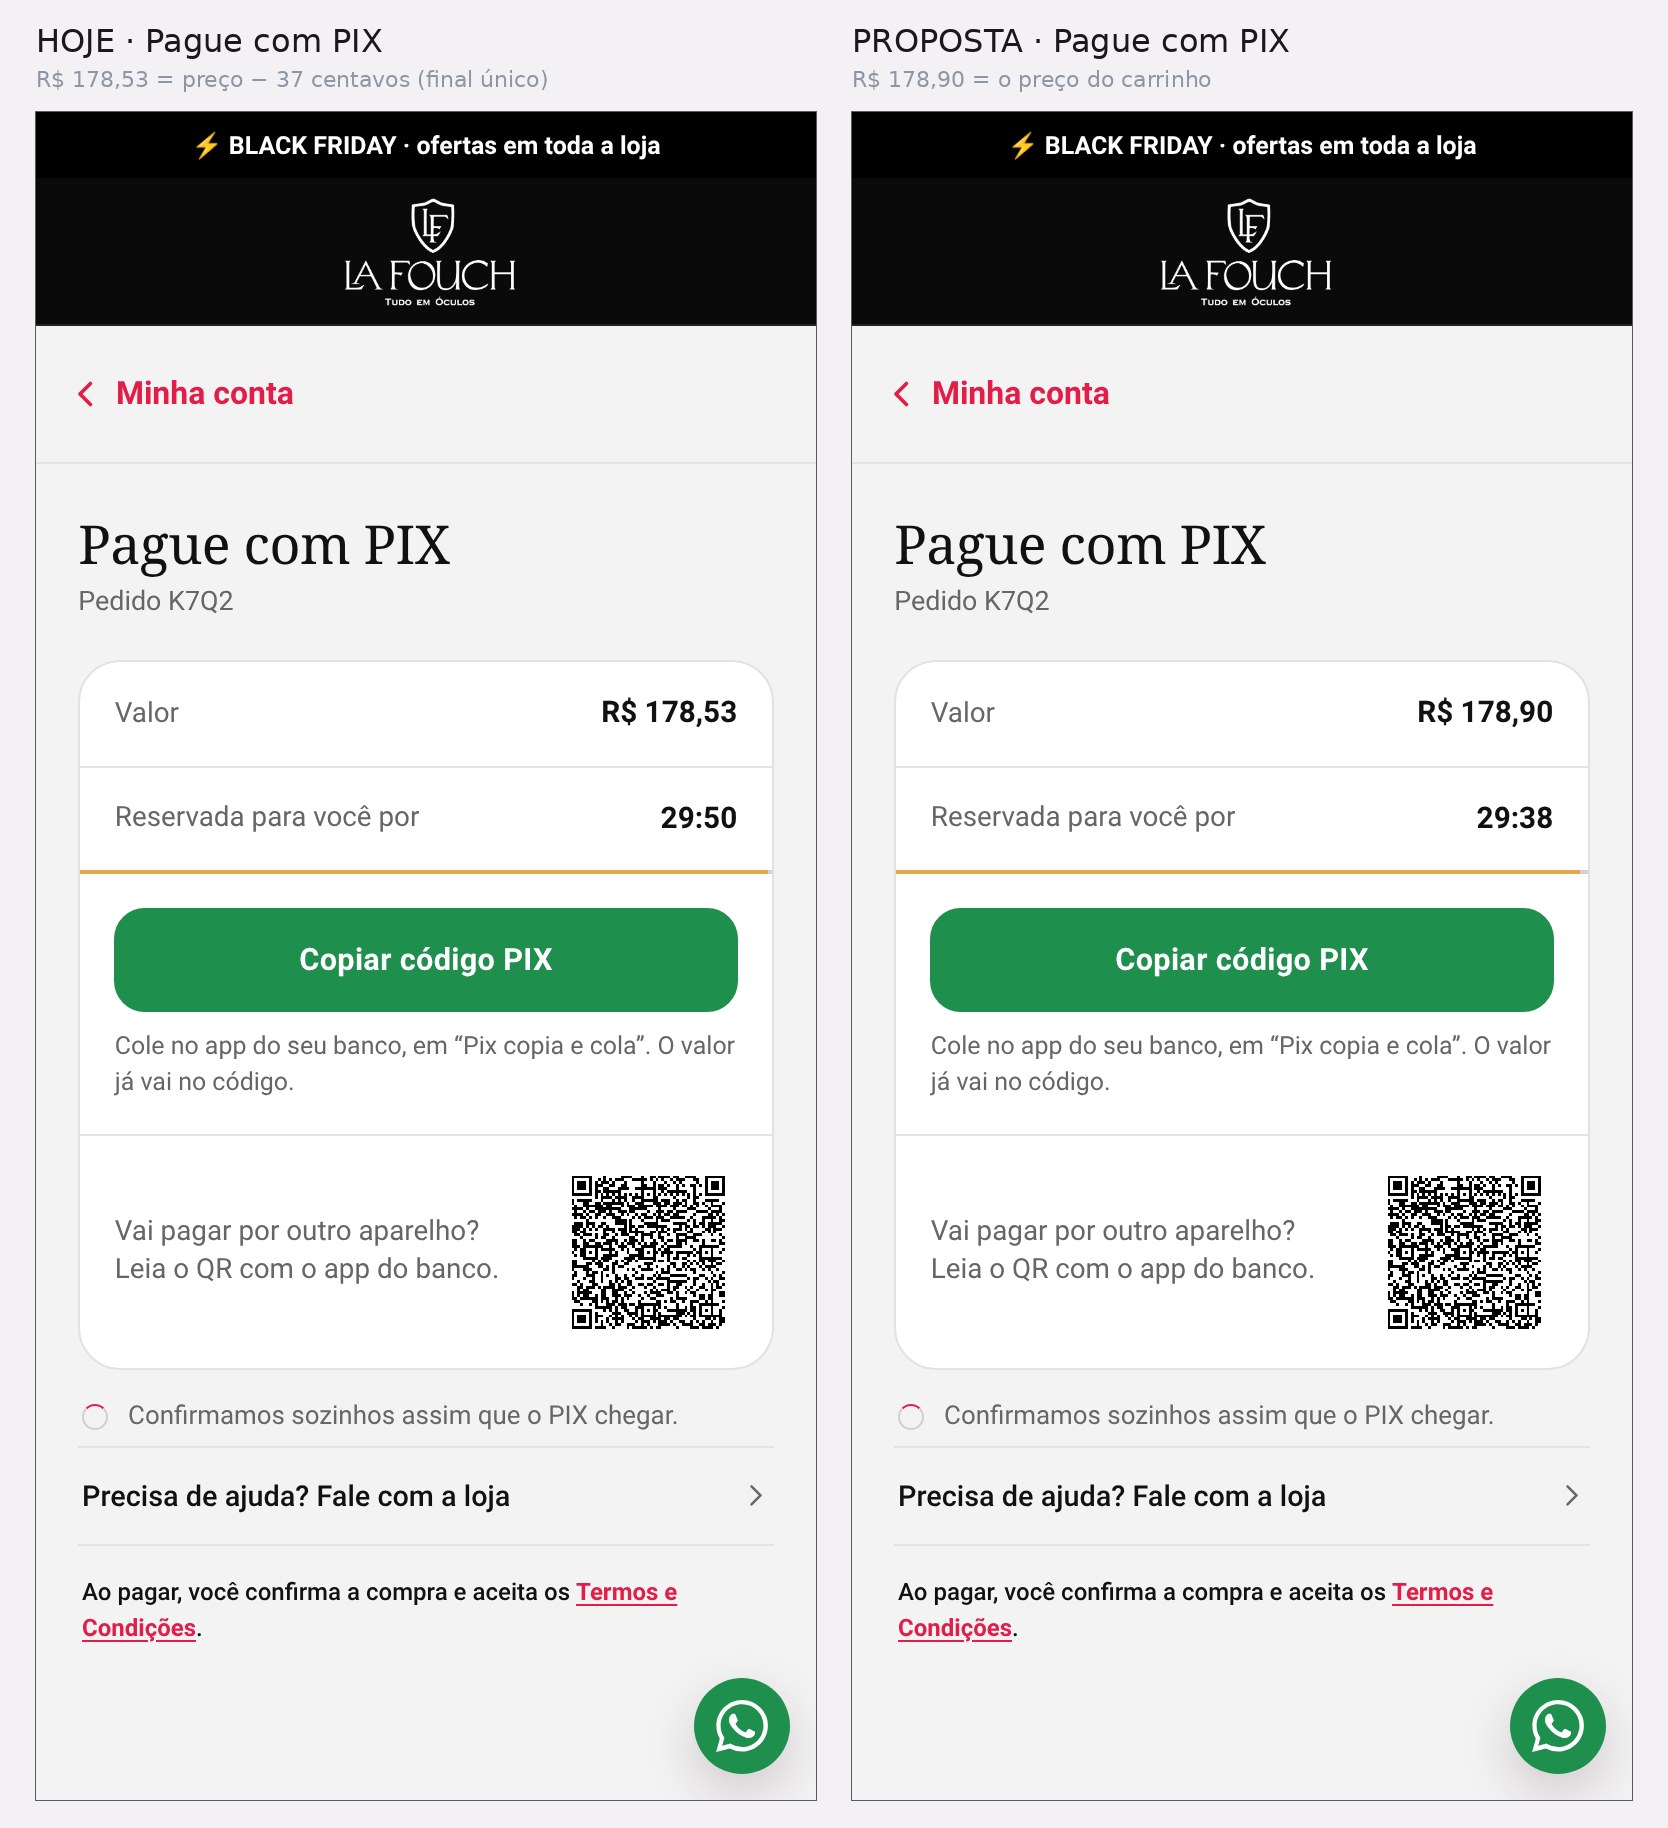 HOJE · Pague com PIX
R$ 178,53 = preço − 37 centavos (final único)
⚡ BLACK FRIDAY · ofertas em toda a loja
LF
LA FOUCH
TUDO EM ÓCULOS
Minha conta
Pague com PIX
Pedido K7Q2
Valor R$ 178,53
Reservada para você por 29:50
Copiar código PIX
Cole no app do seu banco, em “Pix copia e cola”. O valor
já vai no código.
Vai pagar por outro aparelho?
Leia o QR com o app do banco.
Confirmamos sozinhos assim que o PIX chegar.
Precisa de ajuda? Fale com a loja
Ao pagar, você confirma a compra e aceita os Termos e
Condições.
PROPOSTA · Pague com PIX
R$ 178,90 = o preço do carrinho
⚡ BLACK FRIDAY · ofertas em toda a loja
LF
LA FOUCH
TUDO EM ÓCULOS
Minha conta
Pague com PIX
Pedido K7Q2
Valor R$ 178,90
Reservada para você por 29:38
Copiar código PIX
Cole no app do seu banco, em “Pix copia e cola”. O valor
já vai no código.
Vai pagar por outro aparelho?
Leia o QR com o app do banco.
Confirmamos sozinhos assim que o PIX chegar.
Precisa de ajuda? Fale com a loja
Ao pagar, você confirma a compra e aceita os Termos e
Condições.